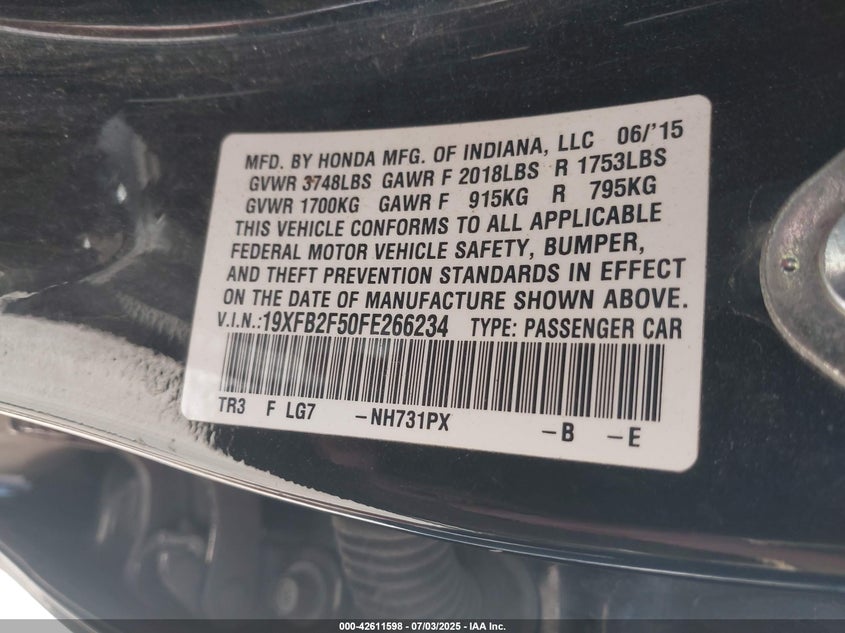 MFD. BY HONDA MFG. OF INDIANA, LLC 06/'15
GVWR 3748LBS GAWR F 2018LBS R 1753LBS
GVWR 1700KG GAWR F 915KG R 795KG
THIS VEHICLE CONFORMS TO ALL APPLICABLE
FEDERAL MOTOR VEHICLE SAFETY, BUMPER,
AND THEFT PREVENTION STANDARDS IN EFFECT
ON THE DATE OF MANUFACTURE SHOWN ABOVE.
V.I.N.:19XFB2F50FE266234 TYPE: PASSENGER CAR
TR3 F LG7 -NH731PX -B -E
000-42611598 - 07/03/2025 - IAA Inc.